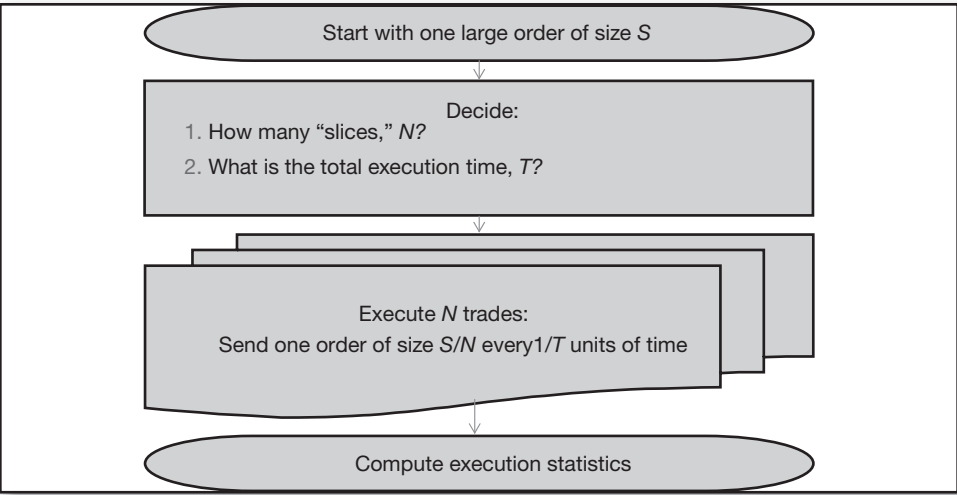 Start with one large order of size S
Decide:
1. How many “slices,” N?
2. What is the total execution time, T?
Execute N trades:
Send one order of size S/N every1/T units of time
Compute execution statistics